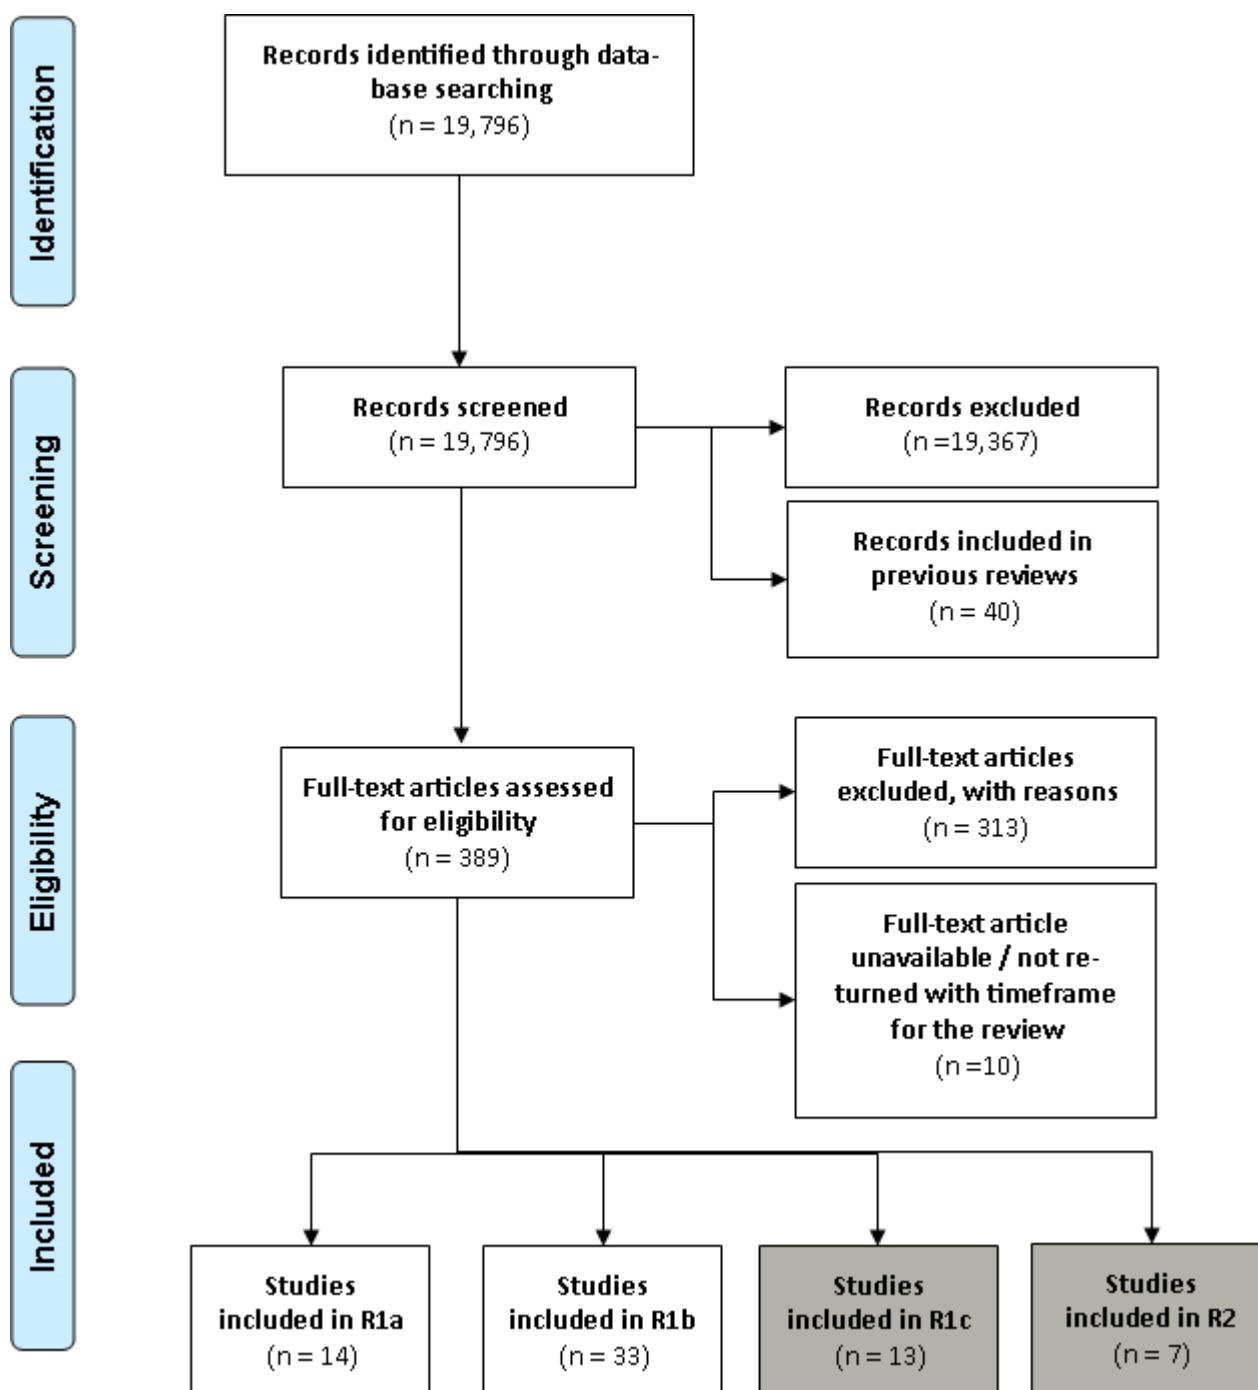 Identification
Records identified through data-
base searching
(n = 19,796)
Screening
Records screened
(n = 19,796)
Records excluded
(n =19,367)
Records included in
previous reviews
(n = 40)
Eligibility
Full-text articles assessed
for eligibility
(n = 389)
Full-text articles
excluded, with reasons
(n = 313)
Full-text article
unavailable / not re-
turned with timeframe
for the review
(n =10)
Included
Studies
included in R1a
(n = 14)
Studies
included in R1b
(n = 33)
Studies
included in R1c
(n = 13)
Studies
included in R2
(n = 7)